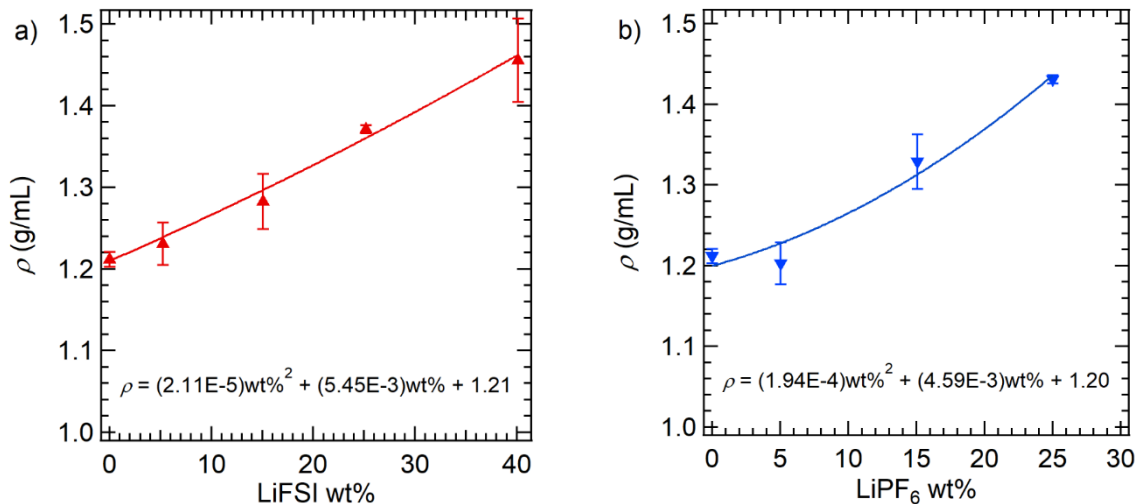 a)
1.5
1.4
1.3
1.2
1.1
1.0
ρ (g/mL)
ρ = (2.11E-5)wt%² + (5.45E-3)wt% + 1.21
0 10 20 30 40
LiFSI wt%
b)
1.5
1.4
1.3
1.2
1.1
1.0
ρ (g/mL)
ρ = (1.94E-4)wt%² + (4.59E-3)wt% + 1.20
0 5 10 15 20 25 30
LiPF₆ wt%